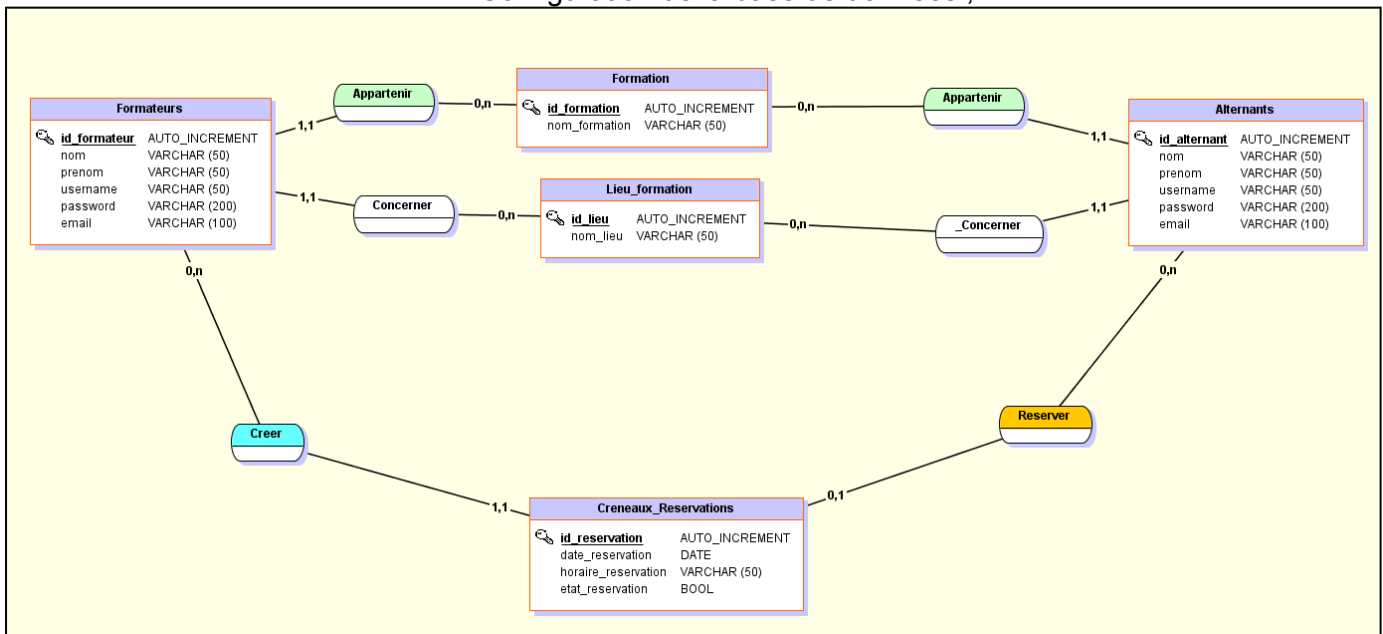 Formation
id_formation AUTO_INCREMENT
nom_formation VARCHAR (50)
Appartenir
0,n
1,1
Appartenir
0,n
1,1
Formateurs
id_formateur AUTO_INCREMENT
nom VARCHAR (50)
prenom VARCHAR (50)
username VARCHAR (50)
password VARCHAR (200)
email VARCHAR (100)
Alternants
id_alternant AUTO_INCREMENT
nom VARCHAR (50)
prenom VARCHAR (50)
username VARCHAR (50)
password VARCHAR (200)
email VARCHAR (100)
Lieu_formation
id_lieu AUTO_INCREMENT
nom_lieu VARCHAR (50)
1,1
Concerner
0,n
0,n
_Concerner
1,1
0,n
0,n
Creer
Reserver
1,1
0,1
Creneaux_Reservations
id_reservation AUTO_INCREMENT
date_reservation DATE
horaire_reservation VARCHAR (50)
etat_reservation BOOL